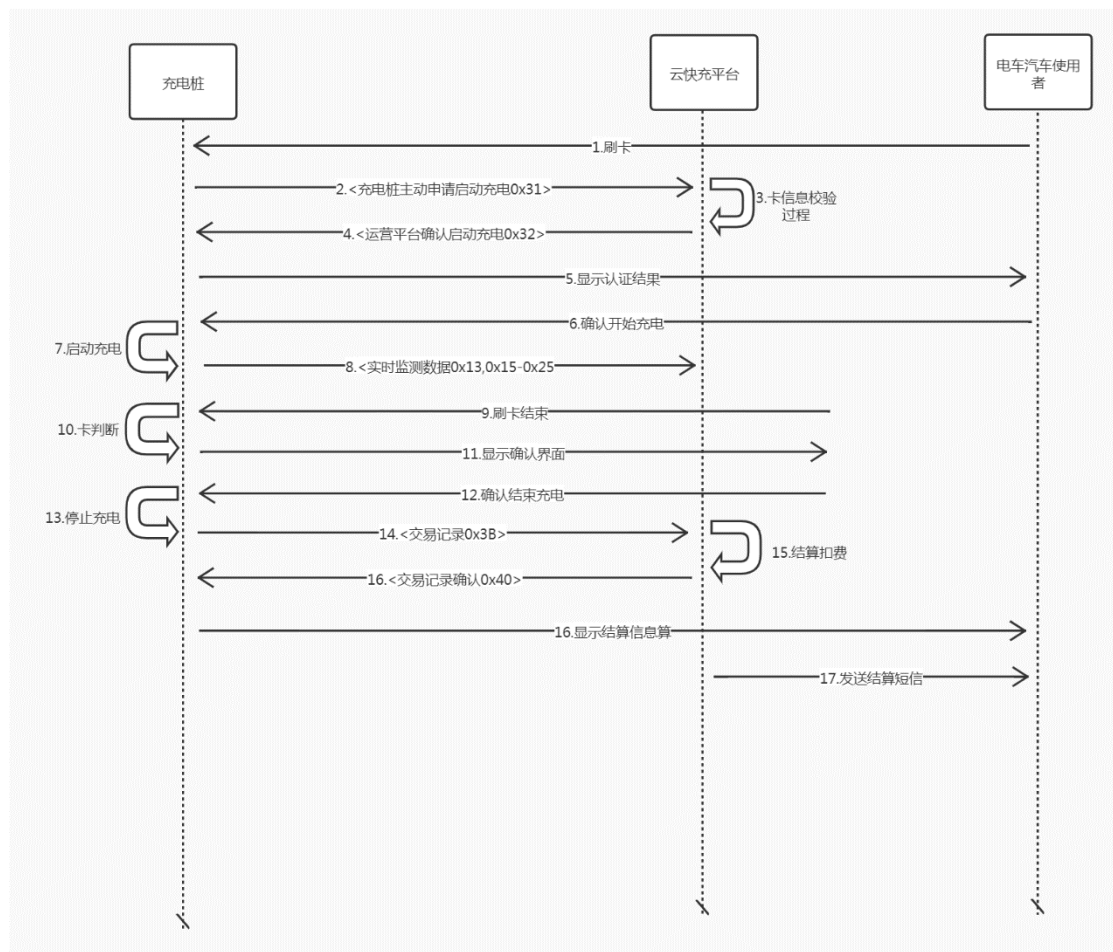 充电桩
云快充平台
电车汽车使用
者
1.刷卡
2.<充电桩主动申请启动充电0x31>
3.卡信息校验
过程
4.<运营平台确认启动充电0x32>
5.显示认证结果
6.确认开始充电
7.启动充电
8.<实时监测数据0x13,0x15-0x25
9.刷卡结束
10.卡判断
11.显示确认界面
12.确认结束充电
13.停止充电
14.<交易记录0x3B>
15.结算扣费
16.<交易记录确认0x40>
16.显示结算信息算
17.发送结算短信